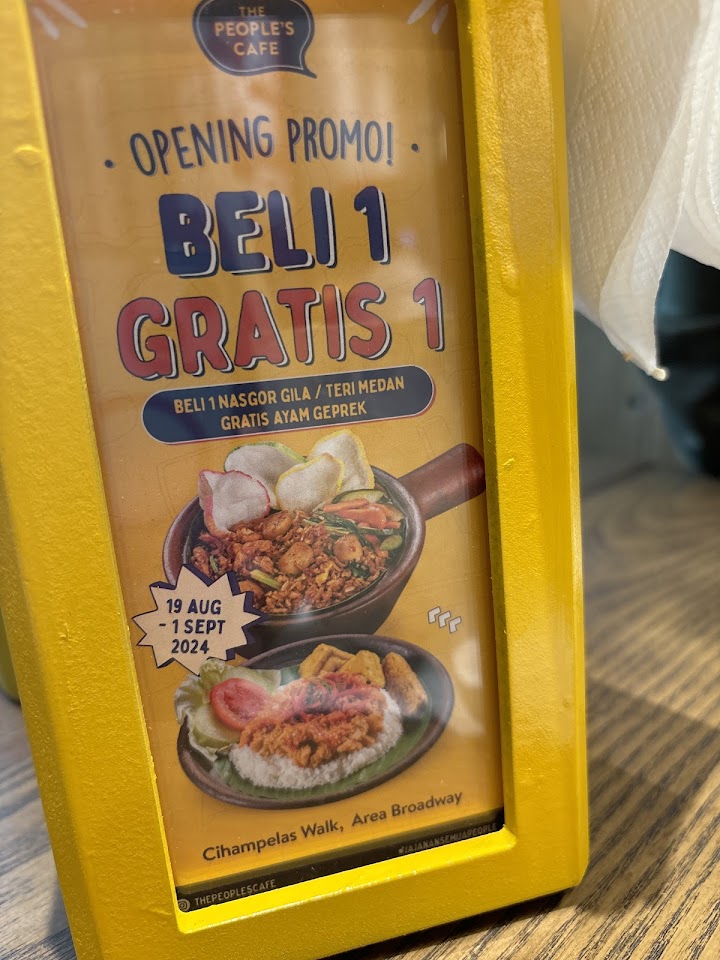 THE
PEOPLE'S
CAFE
• OPENING PROMO! •
BELI 1
GRATIS 1
BELI 1 NASGOR GILA / TERI MEDAN
GRATIS AYAM GEPREK
19 AUG
- 1 SEPT
2024
Cihampelas Walk, Area Broadway
THEPEOPLESCAFE
#JAJANANSEMUAPEOPLE